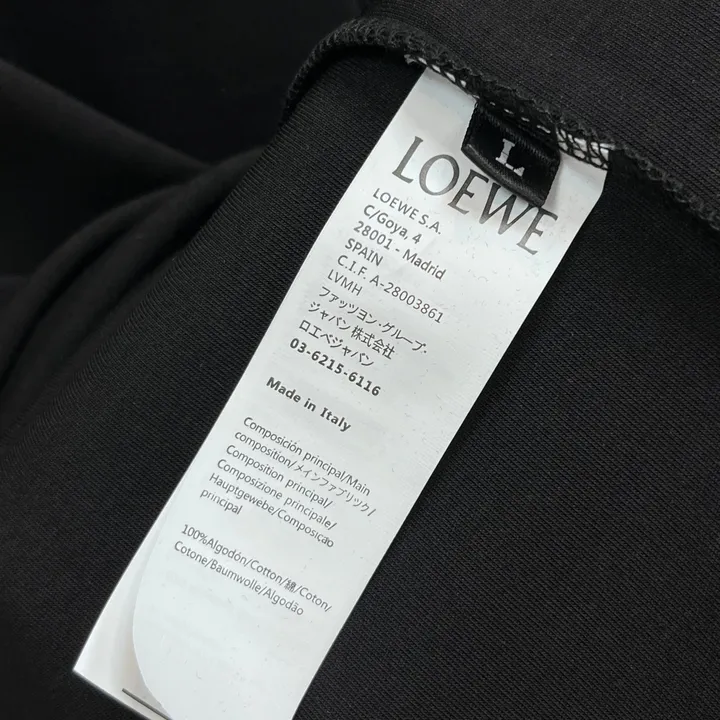 L
LOEWE
LOEWE S.A.
C/Goya, 4
28001 - Madrid
SPAIN
C.I.F. A-28003861
LVMH
ファッツヨン·グループ·
ジャパン株式会社
ロエベジャパン
03-6215-6116
Made in Italy
Composición principal/Main
composition/メインファブリック/
Composition principal/
Composizione principale/
Hauptgewebe/Composicao
principal
100%Algodón/Cotton/綿/Coton/
Cotone/Baumwolle/Algodão